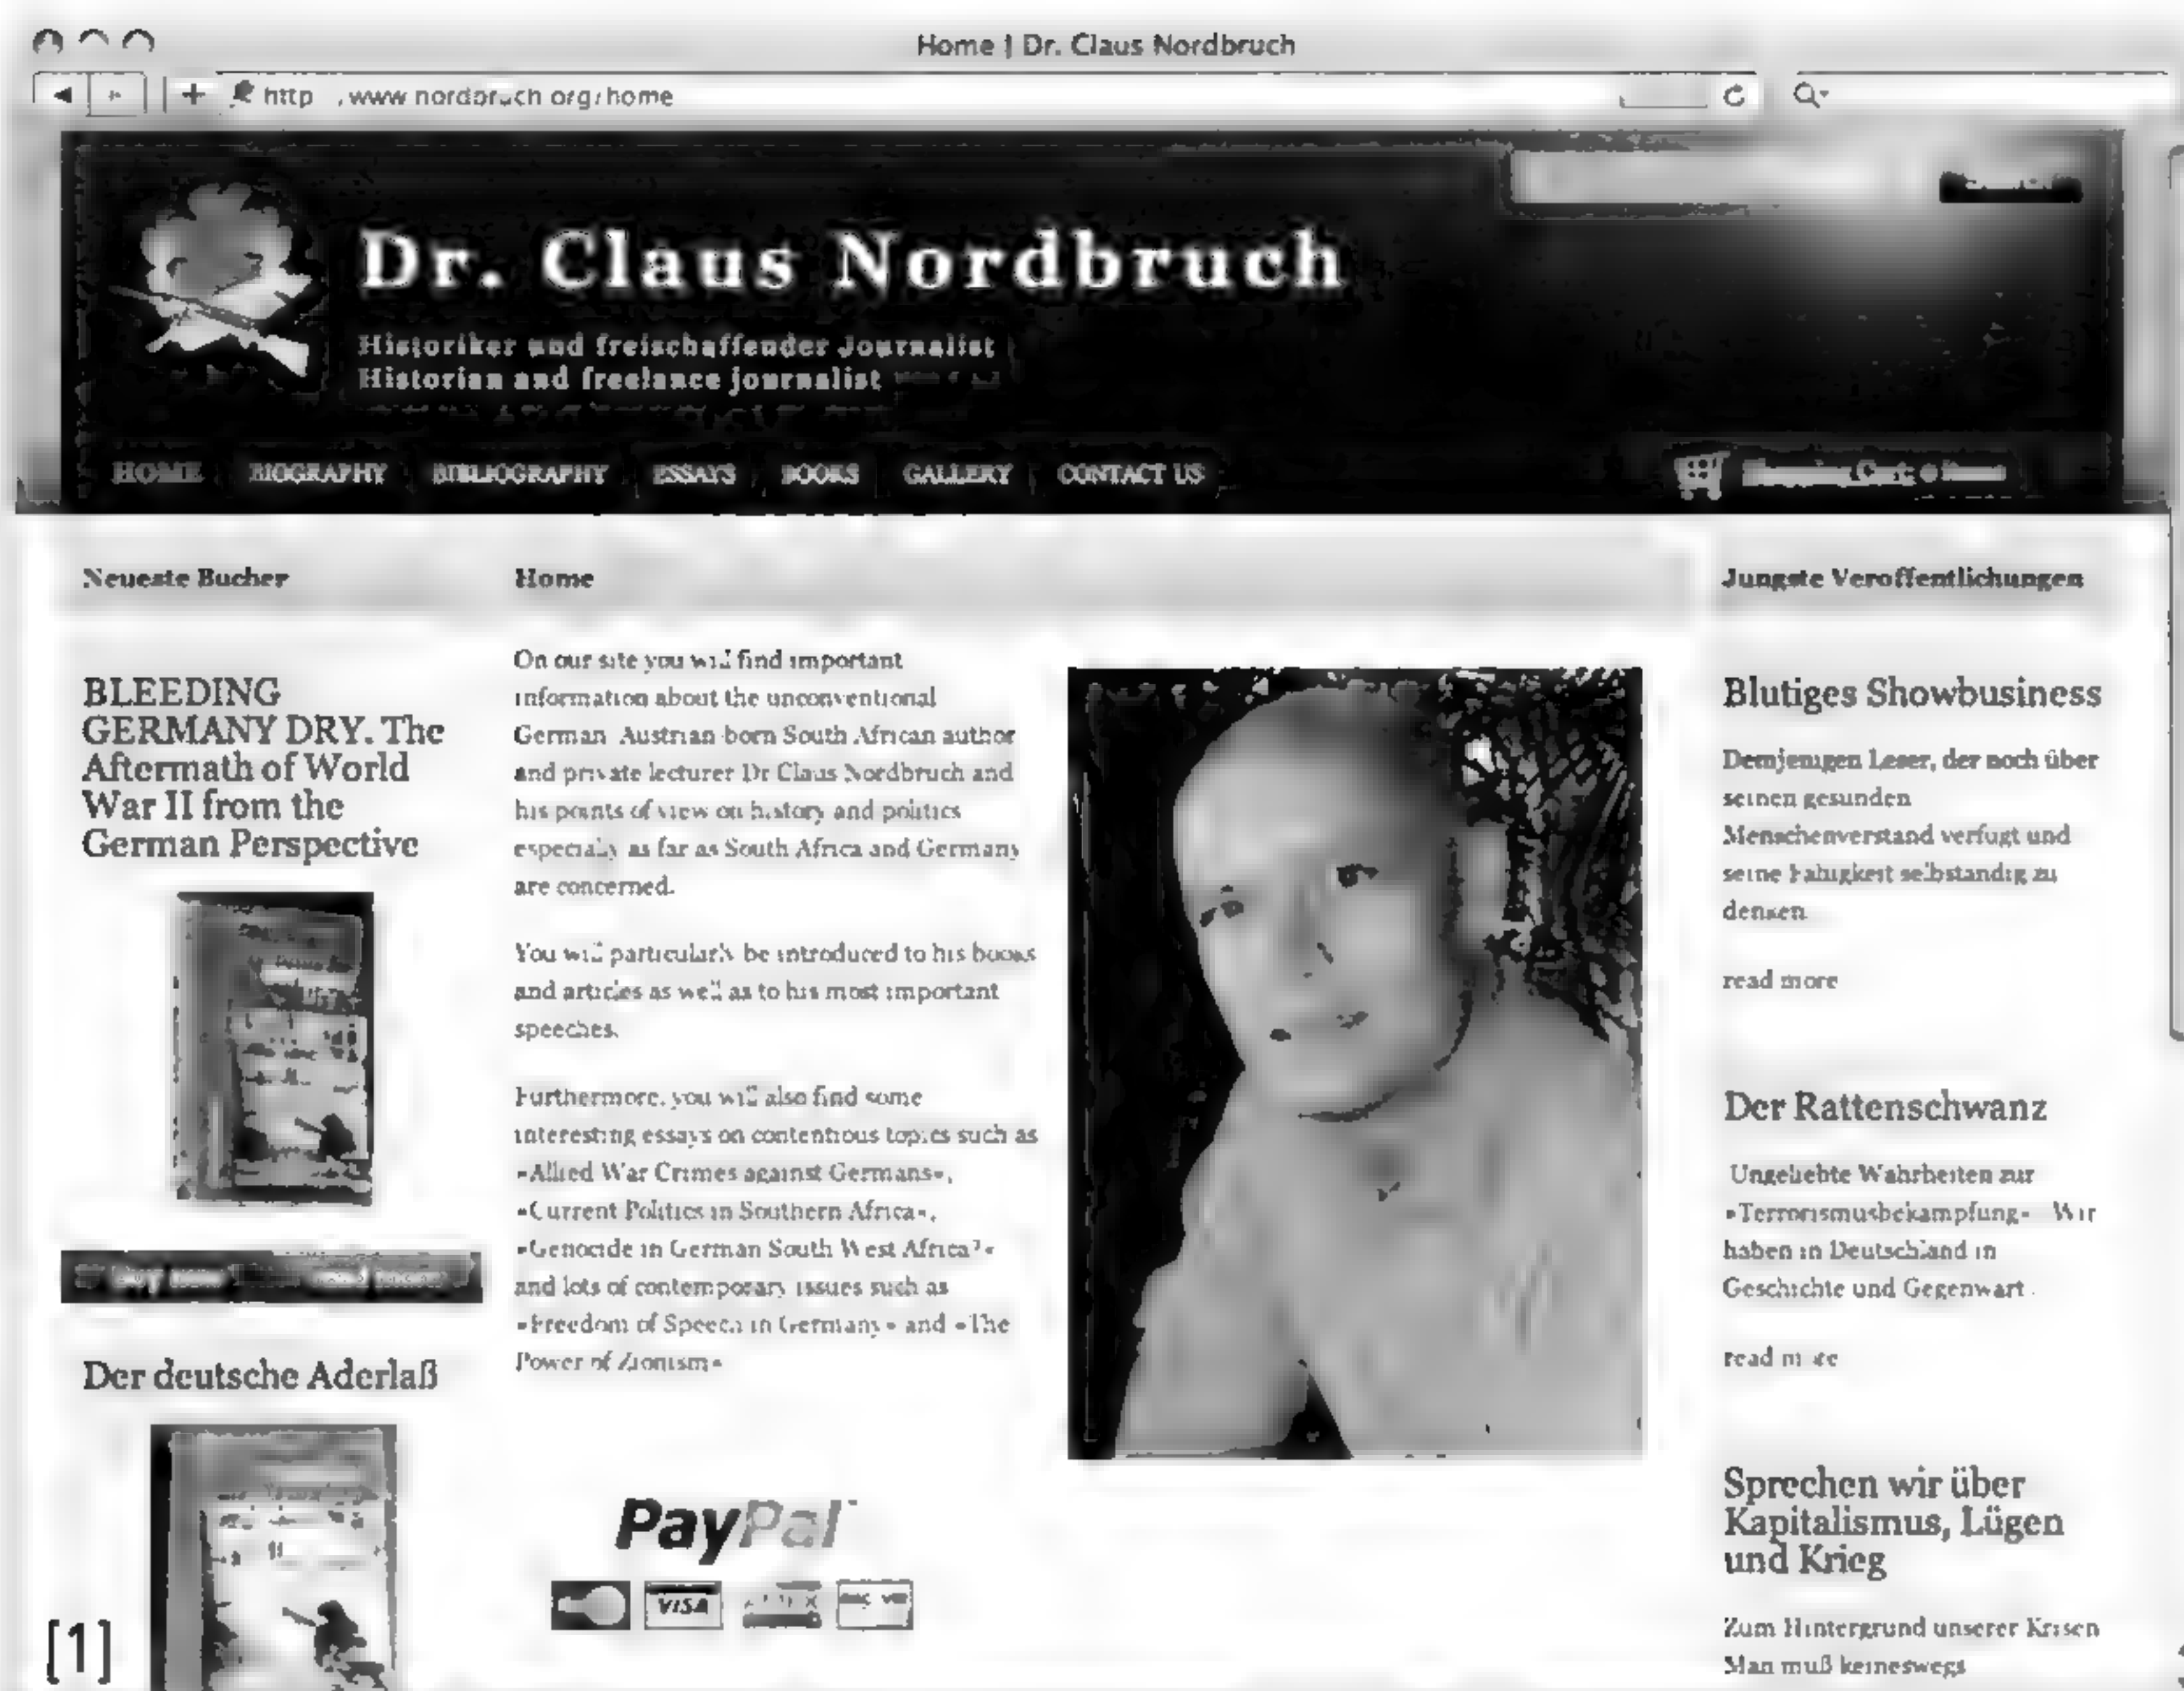 Home | Dr. Claus Nordbruch
http www nordbruch org/home
Dr. Claus Nordbruch
Historiker und freischaffender Journalist
Historian and freelance journalist
HOME BIOGRAPHY BIBLIOGRAPHY ESSAYS BOOKS GALLERY CONTACT US
Neueste Bucher
BLEEDING
GERMANY DRY. The
Aftermath of World
War II from the
German Perspective
Der deutsche Aderlaß
Home
On our site you will find important
information about the unconventional
German Austrian-born South African author
and private lecturer Dr Claus Nordbruch and
his points of view on history and politics
especially as far as South Africa and Germany
are concerned.
You will particularly be introduced to his books
and articles as well as to his most important
speeches.
Furthermore, you will also find some
interesting essays on contentious topics such as
»Allied War Crimes against Germans«,
»Current Politics in Southern Africa«,
»Genocide in German South West Africa?«
and lots of contemporary issues such as
»Freedom of Speech in Germany« and »The
Power of Zionism«
PayPal
VISA
Jungste Veroffentlichungen
Blutiges Showbusiness
Demjenigen Leser, der noch über
seinen gesunden
Menschenverstand verfugt und
seine Fahigkeit selbstandig zu
denken
read more
Der Rattenschwanz
Ungeliebte Wahrheiten zur
»Terrorismusbekampfung« Wir
haben in Deutschland in
Geschichte und Gegenwart
read more
Sprechen wir über
Kapitalismus, Lügen
und Krieg
Zum Hintergrund unserer Krisen
Man muß keineswegs
[1]